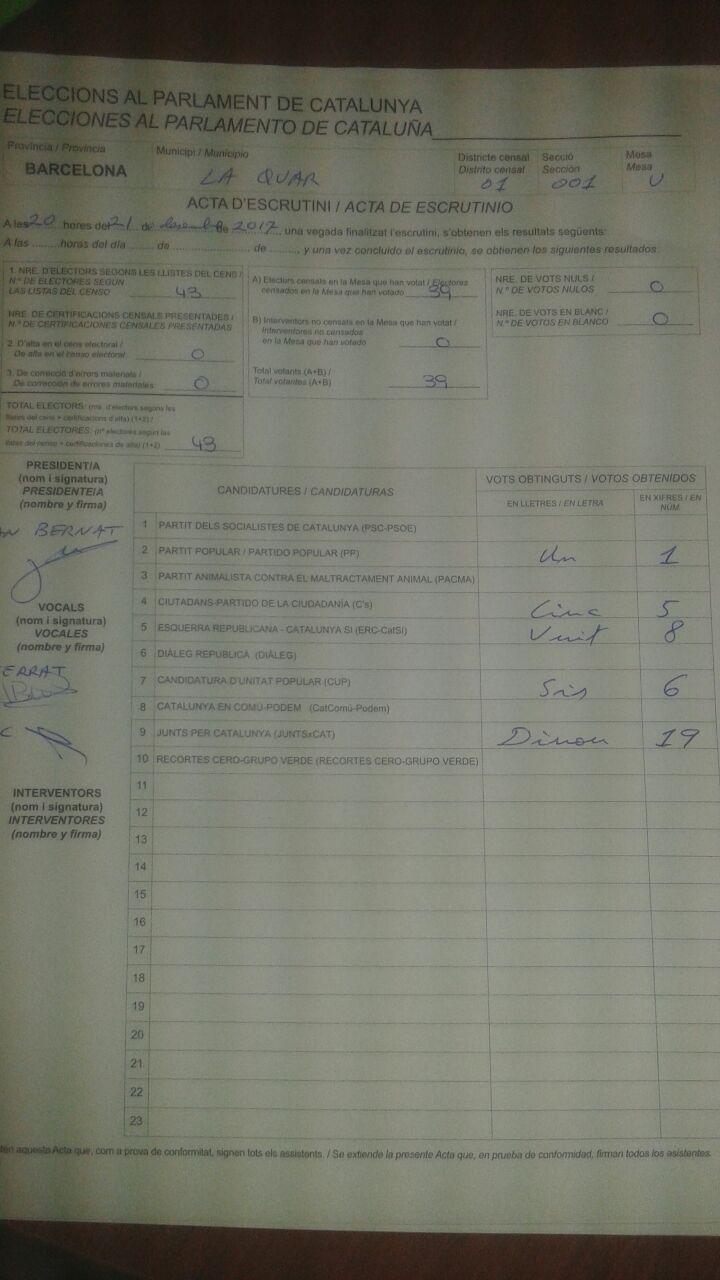 ELECCIONS AL PARLAMENT DE CATALUNYA
ELECCIONES AL PARLAMENTO DE CATALUÑA
Província / Provincia
BARCELONA
Municipi / Municipio
LA QUAR
Districte censal
Distrito censal
01
Secció
Sección
001
Mesa
Mesa
U
ACTA D'ESCRUTINI / ACTA DE ESCRUTINIO
A les 20 hores del 21 de desembre de 2017, una vegada finalitzat l'escrutini, s'obtenen els resultats següents:
A las ........horas del día ...... de .................... de ........, y una vez concluido el escrutinio, se obtienen los siguientes resultados:
1. NRE. D'ELECTORS SEGONS LES LLISTES DEL CENS /
N.º DE ELECTORES SEGÚN
LAS LISTAS DEL CENSO 43
NRE. DE CERTIFICACIONS CENSALS PRESENTADES /
N.º DE CERTIFICACIONES CENSALES PRESENTADAS
2. D'alta en el cens electoral /
De alta en el censo electoral: 0
3. De correcció d'errors materials /
De corrección de errores materiales: 0
TOTAL ELECTORS: (nre. d'electors segons les
llistes del cens + certificacions d'alta) (1+2) /
TOTAL ELECTORES: (nº electores según las
listas del censo + certificaciones de alta) (1+2) 43
A) Electors censats en la Mesa que han votat / Electores
censados en la Mesa que han votado 39
B) Interventors no censats en la Mesa que han votat /
Interventores no censados
en la Mesa que han votado 0
Total votants (A+B) /
Total votantes (A+B) 39
NRE. DE VOTS NULS /
N.º DE VOTOS NULOS 0
NRE. DE VOTS EN BLANC /
N.º DE VOTOS EN BLANCO 0
PRESIDENT/A
(nom i signatura)
PRESIDENTE/A
(nombre y firma)
AN BERNAT
VOCALS
(nom i signatura)
VOCALES
(nombre y firma)
ERRAT
C
INTERVENTORS
(nom i signatura)
INTERVENTORES
(nombre y firma)
CANDIDATURES / CANDIDATURAS
VOTS OBTINGUTS / VOTOS OBTENIDOS
EN LLETRES / EN LETRA
EN XIFRES / EN NÚM.
1 PARTIT DELS SOCIALISTES DE CATALUNYA (PSC-PSOE)
2 PARTIT POPULAR / PARTIDO POPULAR (PP) Un 1
3 PARTIT ANIMALISTA CONTRA EL MALTRACTAMENT ANIMAL (PACMA)
4 CIUTADANS-PARTIDO DE LA CIUDADANÍA (C's) Cinc 5
5 ESQUERRA REPUBLICANA - CATALUNYA SÍ (ERC-CatSí) Vuit 8
6 DIÀLEG REPÚBLICA (DIÀLEG)
7 CANDIDATURA D'UNITAT POPULAR (CUP) Sis 6
8 CATALUNYA EN COMÚ-PODEM (CatComú-Podem)
9 JUNTS PER CATALUNYA (JUNTSxCAT) Dinou 19
10 RECORTES CERO-GRUPO VERDE (RECORTES CERO-GRUPO VERDE)
11
12
13
14
15
16
17
18
19
20
21
22
23
tén aquesta Acta que, com a prova de conformitat, signen tots els assistents. / Se extiende la presente Acta que, en prueba de conformidad, firman todos los asistentes.